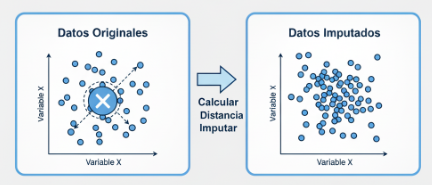 Datos Originales
Variable X
Variable X
Calcular
Distancia
Imputar
Datos Imputados
Variable X
Variable X